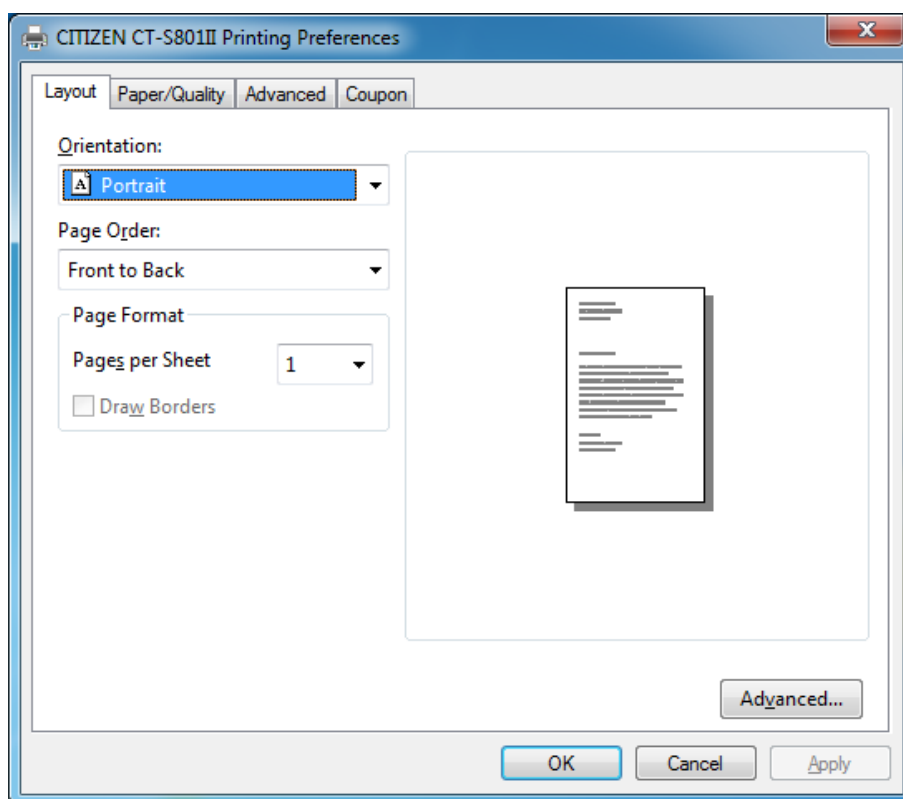 CITIZEN CT-S801II Printing Preferences
Layout Paper/Quality Advanced Coupon
Orientation:
Portrait
Page Order:
Front to Back
Page Format
Pages per Sheet 1
Draw Borders
Advanced...
OK Cancel Apply